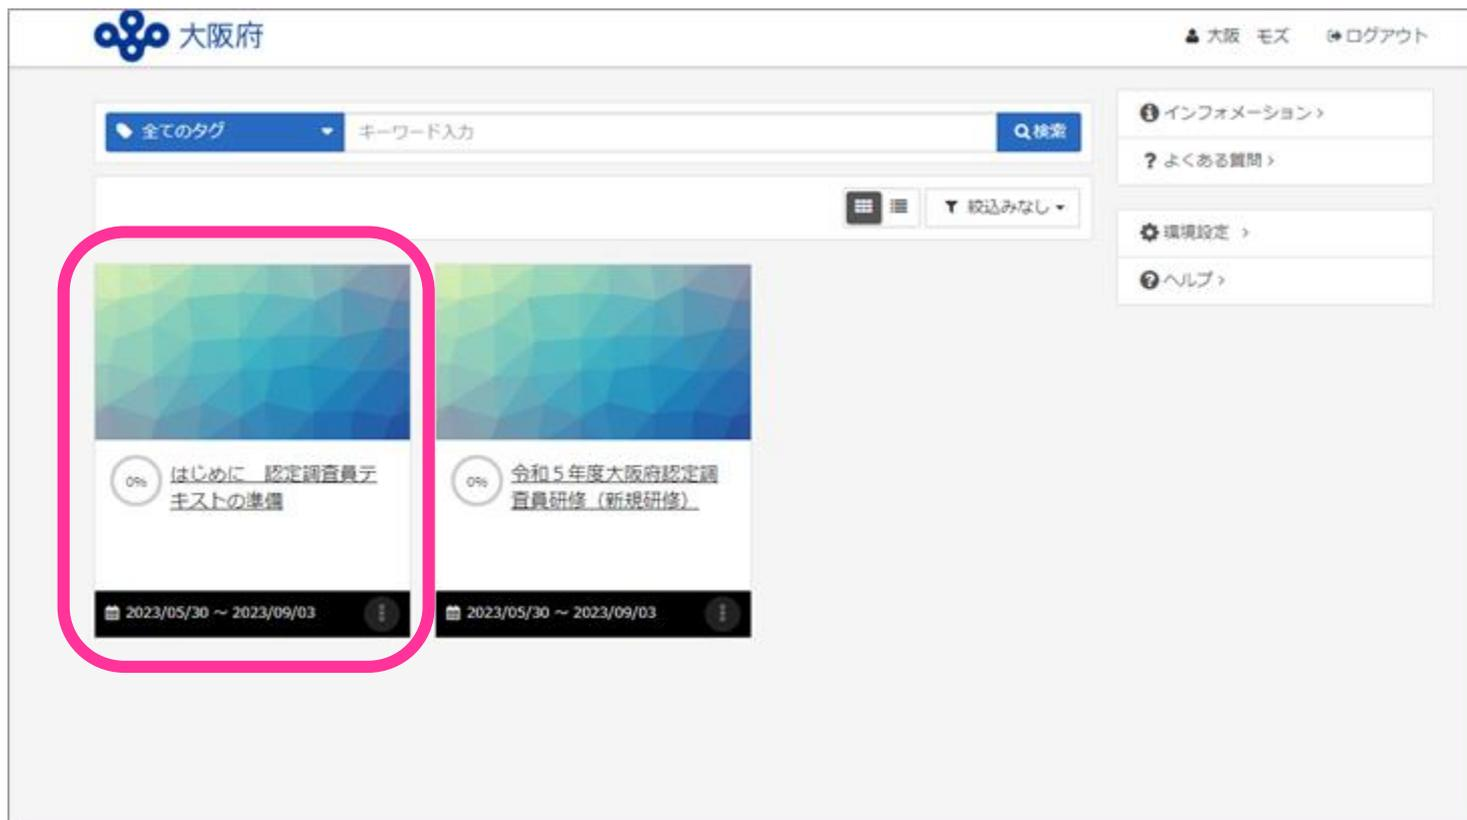 大阪府
大阪 モズ ログアウト
全てのタグ キーワード入力 検索
絞込みなし
インフォメーション
? よくある質問
環境設定
ヘルプ
0% はじめに 認定調査員テ
キストの準備
2023/05/30 ～ 2023/09/03
0% 令和５年度大阪府認定調
査員研修（新規研修）
2023/05/30 ～ 2023/09/03